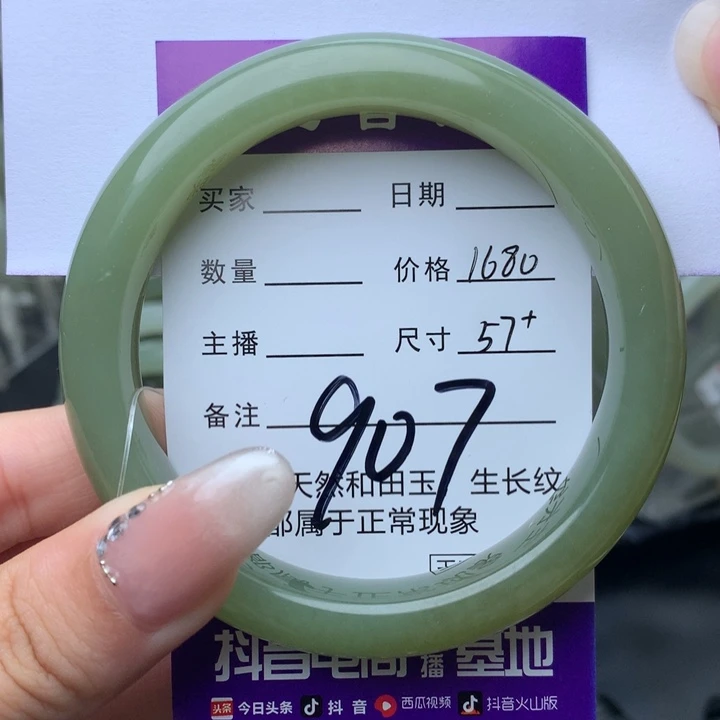 买家 日期
数量 价格 1680
主播 尺寸 57+
备注 907
天然和田玉 生长纹
都属于正常现象
抖音电商直播基地
头条 今日头条 抖音 西瓜视频 抖音火山版